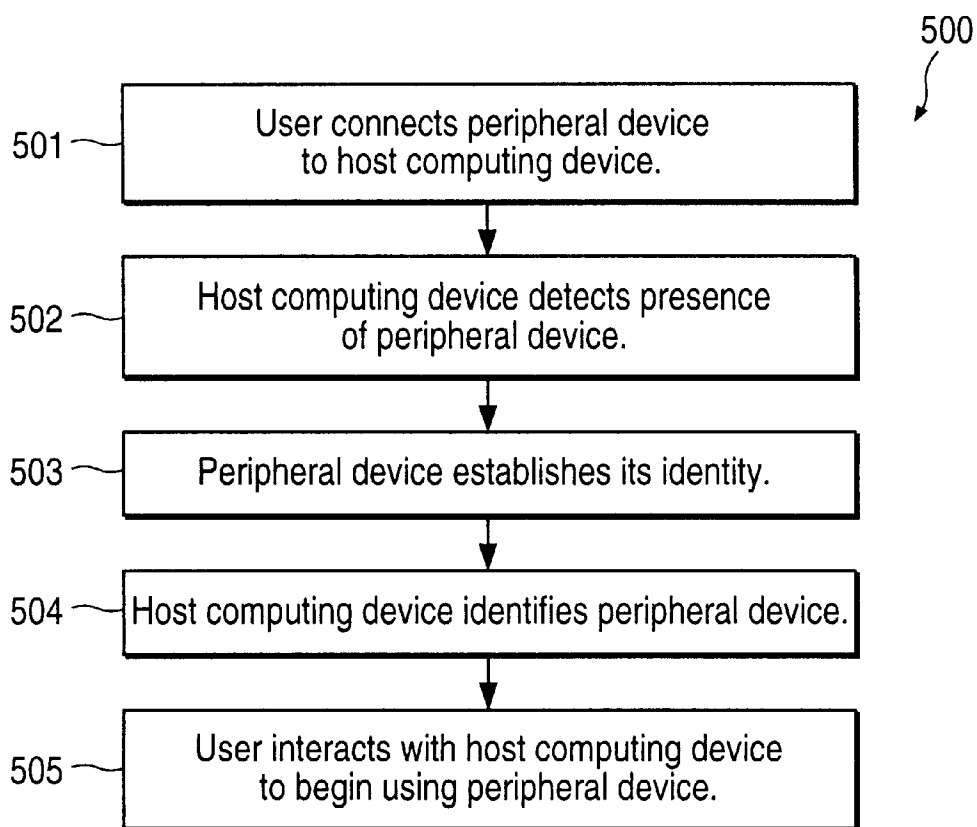 500
501
User connects peripheral device
to host computing device.
502
Host computing device detects presence
of peripheral device.
503
Peripheral device establishes its identity.
504
Host computing device identifies peripheral device.
505
User interacts with host computing device
to begin using peripheral device.